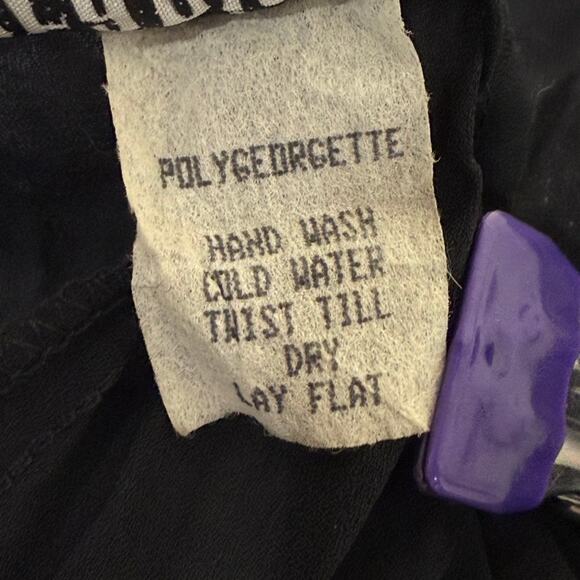 POLYGEORGETTE
HAND WASH
COLD WATER
TWIST TILL
DRY
LAY FLAT